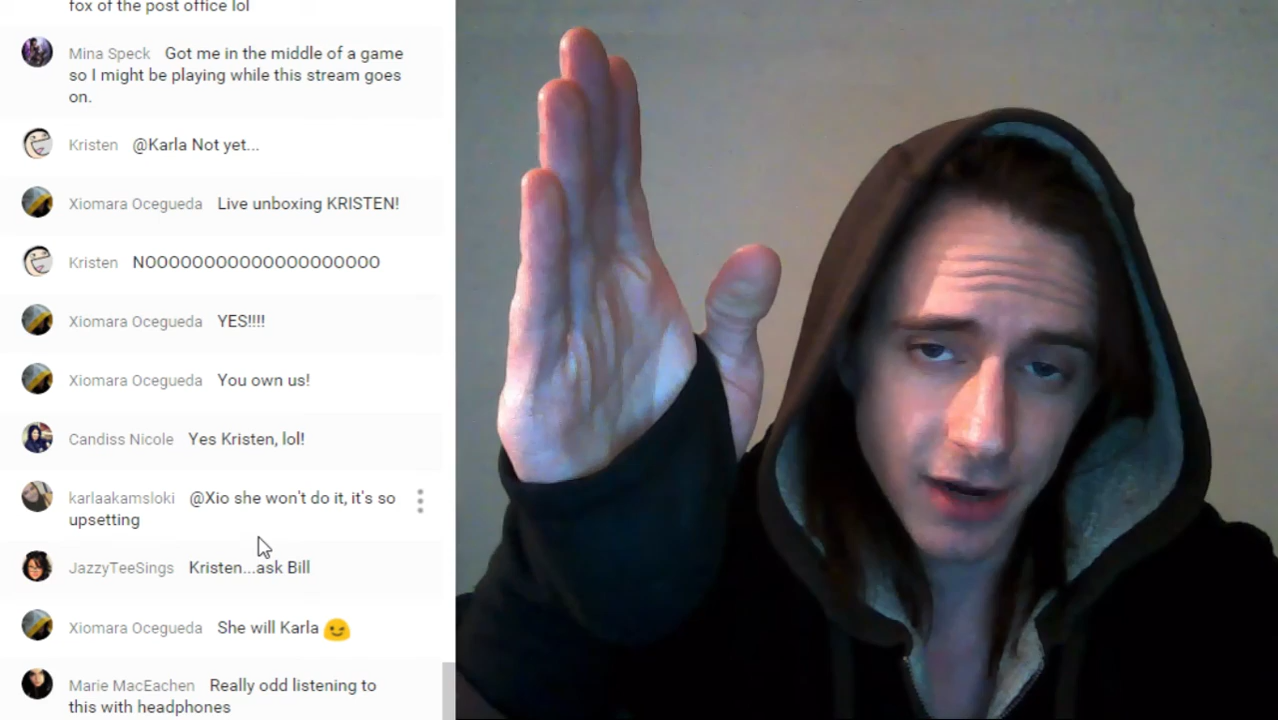 fox of the post office lol
Mina Speck Got me in the middle of a game
so I might be playing while this stream goes
on.
Kristen @Karla Not yet...
Xiomara Ocegueda Live unboxing KRISTEN!
Kristen NOOOOOOOOOOOOOOOOOOOO
Xiomara Ocegueda YES!!!!
Xiomara Ocegueda You own us!
Candiss Nicole Yes Kristen, lol!
karlaakamsloki @Xio she won't do it, it's so
upsetting
JazzyTeeSings Kristen...ask Bill
Xiomara Ocegueda She will Karla 😉
Marie MacEachen Really odd listening to
this with headphones